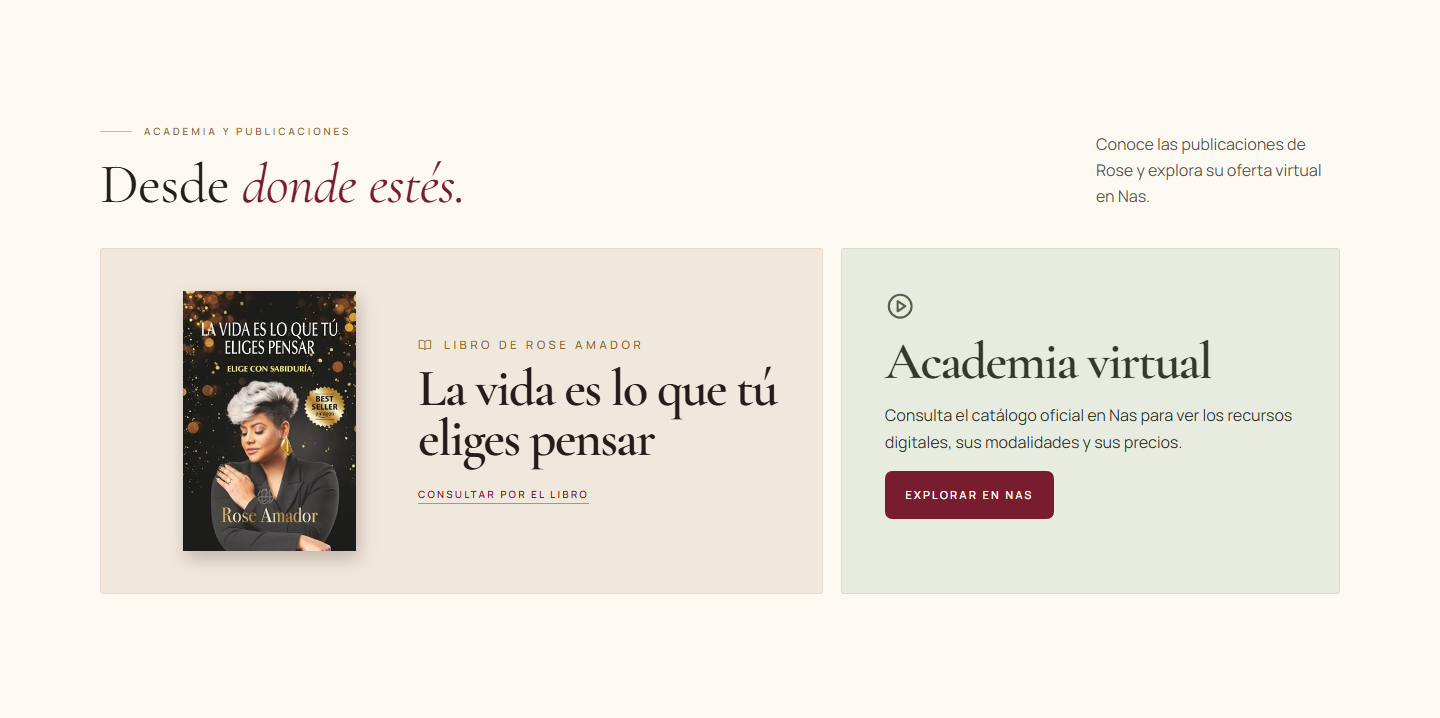 ACADEMIA Y PUBLICACIONES
Desde donde estés.
Conoce las publicaciones de
Rose y explora su oferta virtual
en Nas.
LA VIDA ES LO QUE TÚ
ELIGES PENSAR
ELIGE CON SABIDURÍA
BEST
SELLER
Rose Amador
LIBRO DE ROSE AMADOR
La vida es lo que tú
eliges pensar
CONSULTAR POR EL LIBRO
Academia virtual
Consulta el catálogo oficial en Nas para ver los recursos
digitales, sus modalidades y sus precios.
EXPLORAR EN NAS